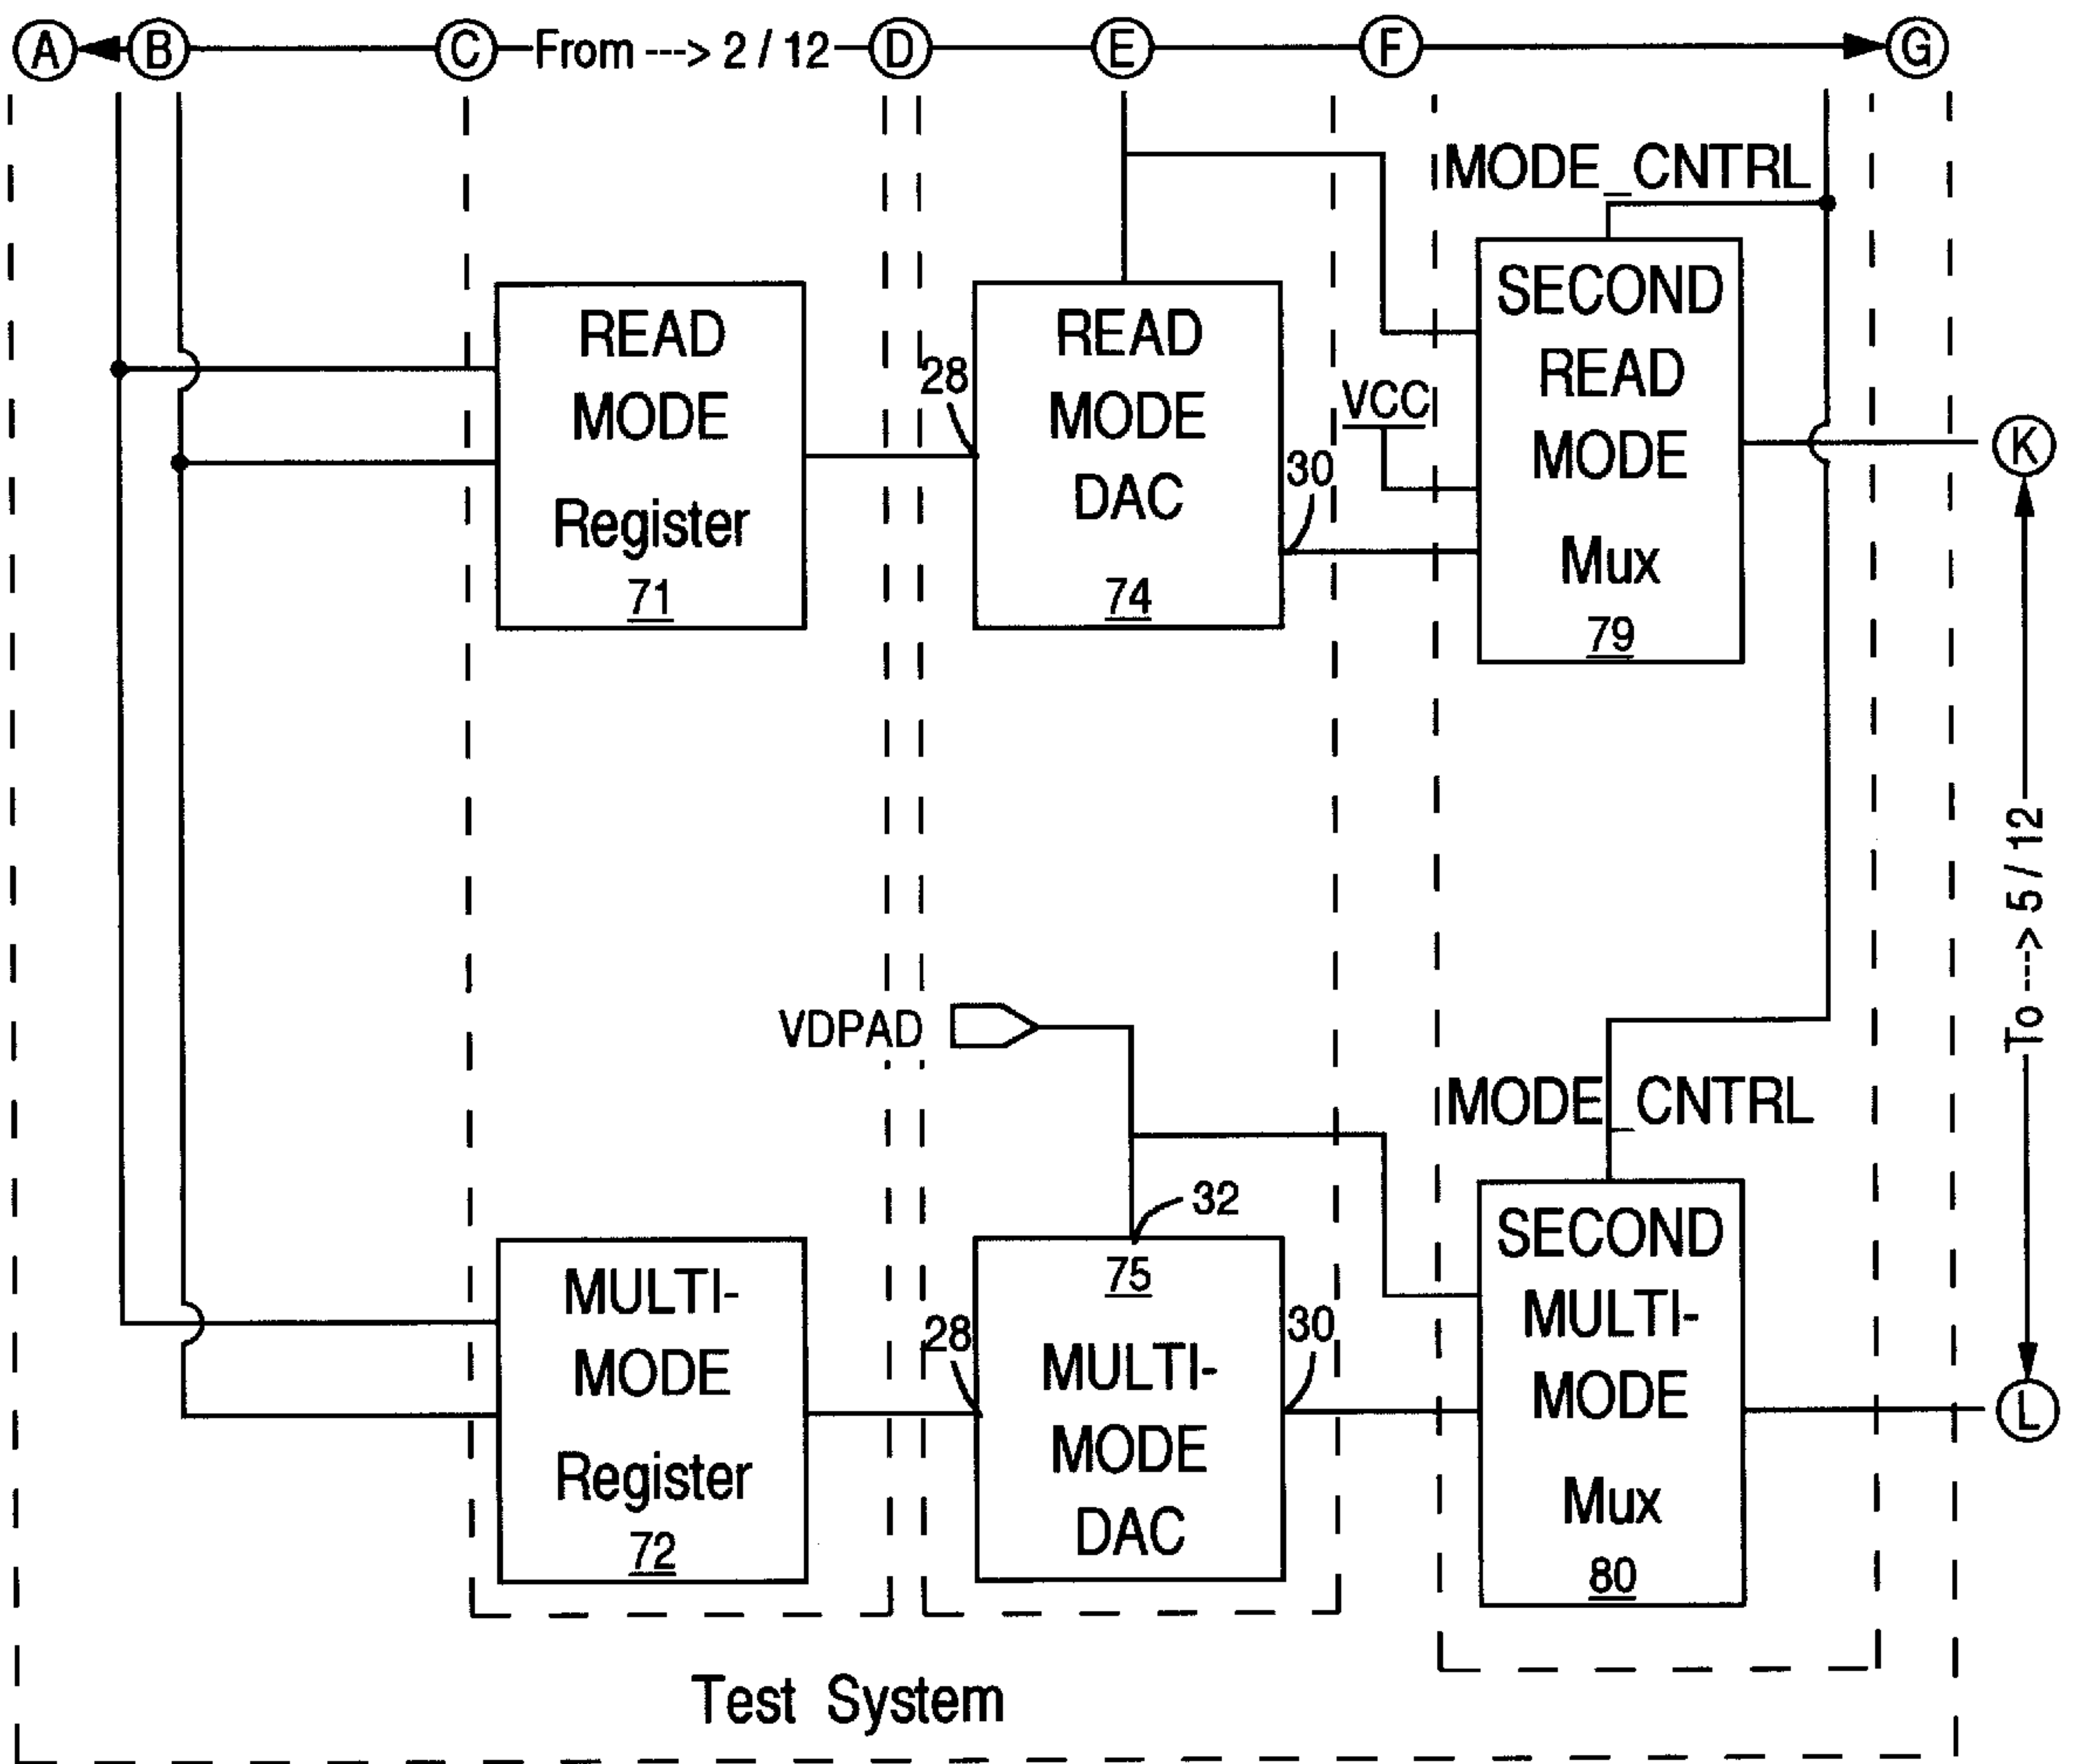 A B C From ---> 2 / 12 D E F G
MODE_CNTRL
READ
MODE
Register
71
28
READ
MODE
DAC
74
30
VCC
SECOND
READ
MODE
Mux
79
K
To ---> 5 / 12
VDPAD
MODE_CNTRL
32
MULTI-
MODE
Register
72
28
75
MULTI-
MODE
DAC
30
SECOND
MULTI-
MODE
Mux
80
L
Test System